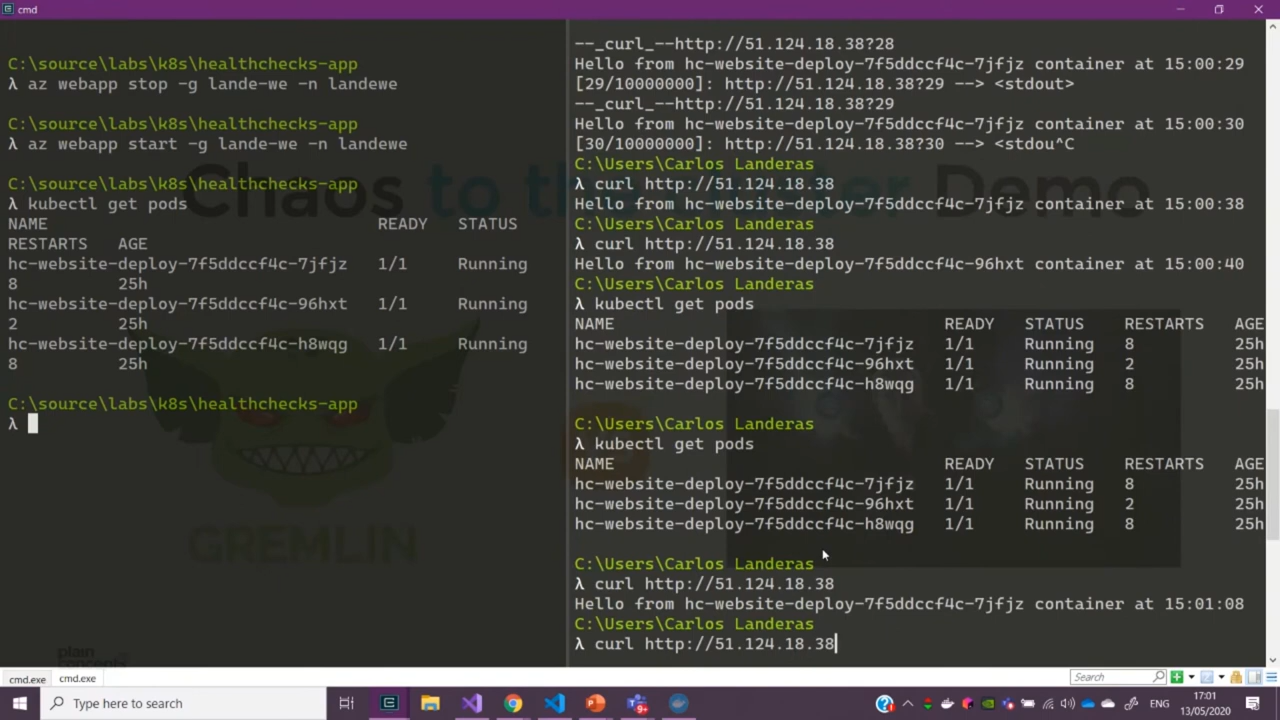 cmd
C:\source\labs\k8s\healthchecks-app
λ az webapp stop -g lande-we -n landewe
C:\source\labs\k8s\healthchecks-app
λ az webapp start -g lande-we -n landewe
C:\source\labs\k8s\healthchecks-app
λ kubectl get pods
NAME READY STATUS
RESTARTS AGE
hc-website-deploy-7f5ddccf4c-7jfjz 1/1 Running
8 25h
hc-website-deploy-7f5ddccf4c-96hxt 1/1 Running
2 25h
hc-website-deploy-7f5ddccf4c-h8wqg 1/1 Running
8 25h
C:\source\labs\k8s\healthchecks-app
λ
--_curl_--http://51.124.18.38?28
Hello from hc-website-deploy-7f5ddccf4c-7jfjz container at 15:00:29
[29/10000000]: http://51.124.18.38?29 --> <stdout>
--_curl_--http://51.124.18.38?29
Hello from hc-website-deploy-7f5ddccf4c-7jfjz container at 15:00:30
[30/10000000]: http://51.124.18.38?30 --> <stdou^C
C:\Users\Carlos Landeras
λ curl http://51.124.18.38
Hello from hc-website-deploy-7f5ddccf4c-7jfjz container at 15:00:38
C:\Users\Carlos Landeras
λ curl http://51.124.18.38
Hello from hc-website-deploy-7f5ddccf4c-96hxt container at 15:00:40
C:\Users\Carlos Landeras
λ kubectl get pods
NAME READY STATUS RESTARTS AGE
hc-website-deploy-7f5ddccf4c-7jfjz 1/1 Running 8 25h
hc-website-deploy-7f5ddccf4c-96hxt 1/1 Running 2 25h
hc-website-deploy-7f5ddccf4c-h8wqg 1/1 Running 8 25h
C:\Users\Carlos Landeras
λ kubectl get pods
NAME READY STATUS RESTARTS AGE
hc-website-deploy-7f5ddccf4c-7jfjz 1/1 Running 8 25h
hc-website-deploy-7f5ddccf4c-96hxt 1/1 Running 2 25h
hc-website-deploy-7f5ddccf4c-h8wqg 1/1 Running 8 25h
C:\Users\Carlos Landeras
λ curl http://51.124.18.38
Hello from hc-website-deploy-7f5ddccf4c-7jfjz container at 15:01:08
C:\Users\Carlos Landeras
λ curl http://51.124.18.38
Chaos to the Demo
GREMLIN
plain
cmd.exe cmd.exe Search
Type here to search
ENG
17:01
13/05/2020